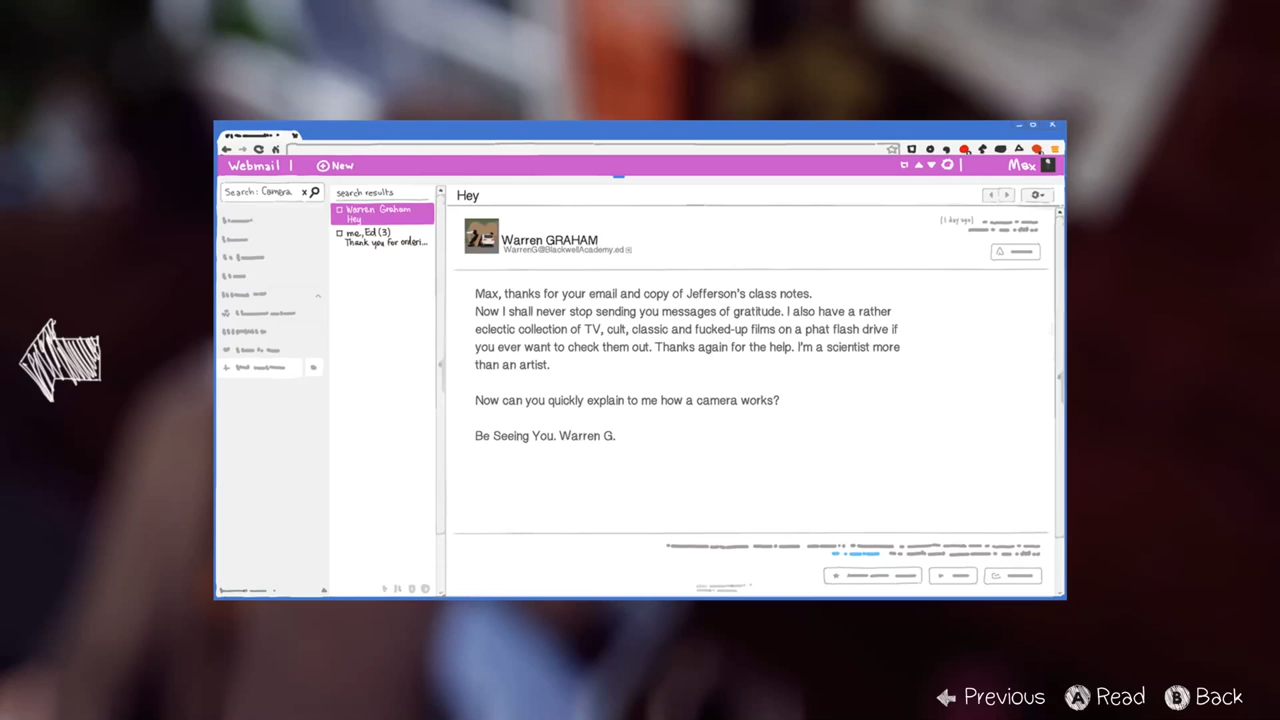 Webmail | New
Max
Search: Camera x
search results
Warren Graham
Hey
me, Ed (3)
Thank you for orderi...
Hey
Warren GRAHAM
WarrenG@BlackwellAcademy.ed
(1 day ago)
Max, thanks for your email and copy of Jefferson's class notes.
Now I shall never stop sending you messages of gratitude. I also have a rather
eclectic collection of TV, cult, classic and fucked-up films on a phat flash drive if
you ever want to check them out. Thanks again for the help. I'm a scientist more
than an artist.
Now can you quickly explain to me how a camera works?
Be Seeing You. Warren G.
Previous A Read B Back